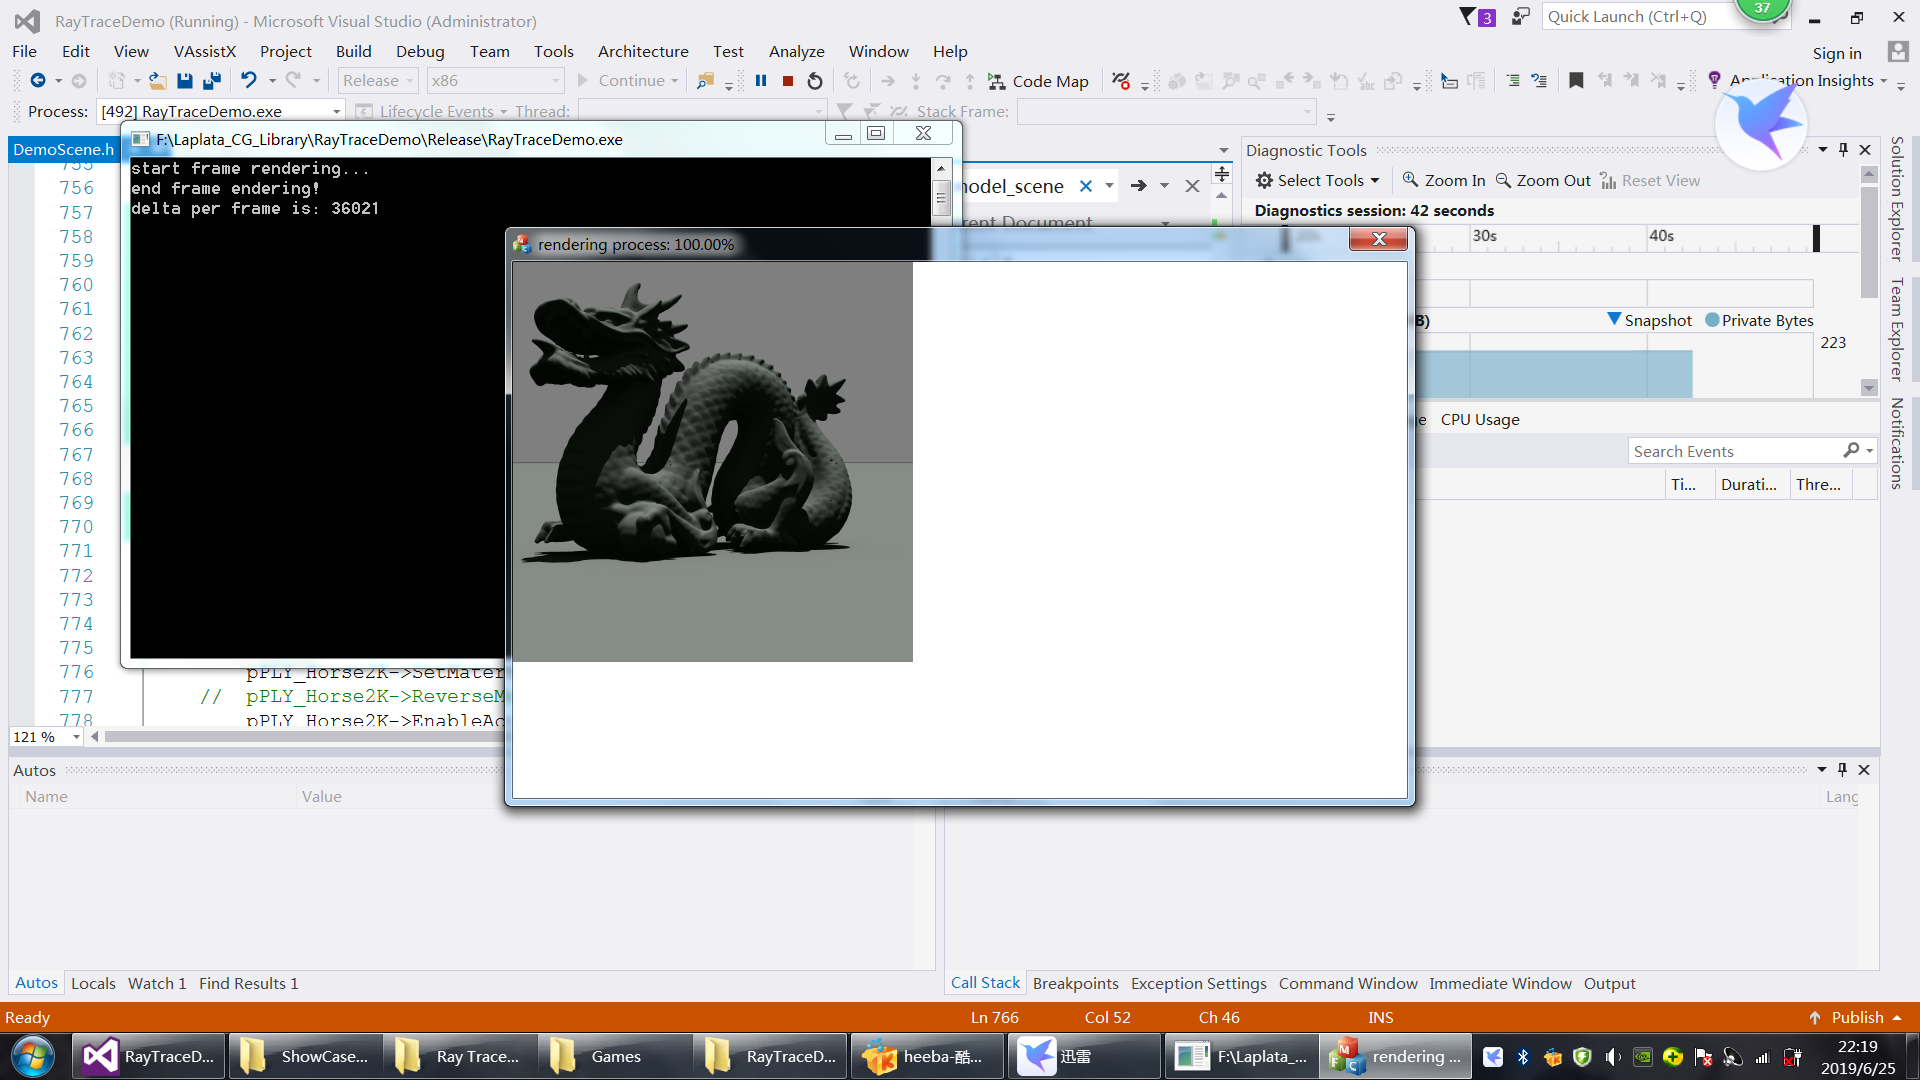 RayTraceDemo (Running) - Microsoft Visual Studio (Administrator)
3
Quick Launch (Ctrl+Q)
37
File Edit View VAssistX Project Build Debug Team Tools Architecture Test Analyze Window Help
Sign in
Release x86 Continue Code Map Application Insights
Process: [492] RayTraceDemo.exe Lifecycle Events Thread: Stack Frame:
DemoScene.h
F:\Laplata_CG_Library\RayTraceDemo\Release\RayTraceDemo.exe
start frame rendering...
end frame endering!
delta per frame is: 36021
nodel_scene
rent Document
Diagnostic Tools
Select Tools Zoom In Zoom Out Reset View
Diagnostics session: 42 seconds
30s 40s
B) Snapshot Private Bytes
223
CPU Usage
Search Events
Ti... Durati... Thre...
Solution Explorer
Team Explorer
Notifications
rendering process: 100.00%
755
756
757
758
759
760
761
762
763
764
765
766
767
768
769
770
771
772
773
774
775
776 pPLY_Horse2K->SetMater
777 // pPLY_Horse2K->ReverseM
778 pPLY_Horse2K->EnableAc
121 %
Autos
Name Value
Lang
Autos Locals Watch 1 Find Results 1
Call Stack Breakpoints Exception Settings Command Window Immediate Window Output
Ready Ln 766 Col 52 Ch 46 INS Publish
RayTraceD... ShowCase... Ray Trace... Games RayTraceD... heeba-酷... 迅雷 F:\Laplata_... rendering ...
22:19
2019/6/25